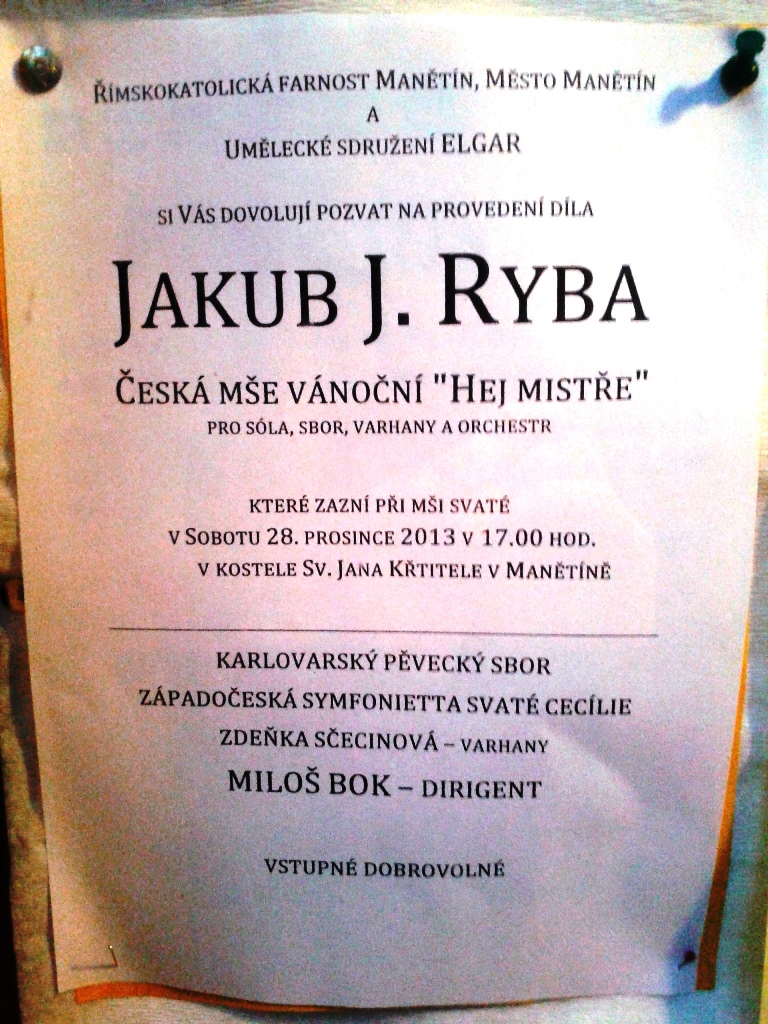 Římskokatolická farnost Manětín, Město Manětín
a
Umělecké sdružení ELGAR
si Vás dovolují pozvat na provedení díla
Jakub J. Ryba
Česká mše vánoční "Hej mistře"
pro sóla, sbor, varhany a orchestr
které zazní při mši svaté
v Sobotu 28. prosince 2013 v 17.00 hod.
v kostele Sv. Jana Křtitele v Manětíně
Karlovarský pěvecký sbor
Západočeská symfonietta svaté Cecílie
Zdeňka Sčecinová – varhany
Miloš Bok – dirigent
vstupné dobrovolné